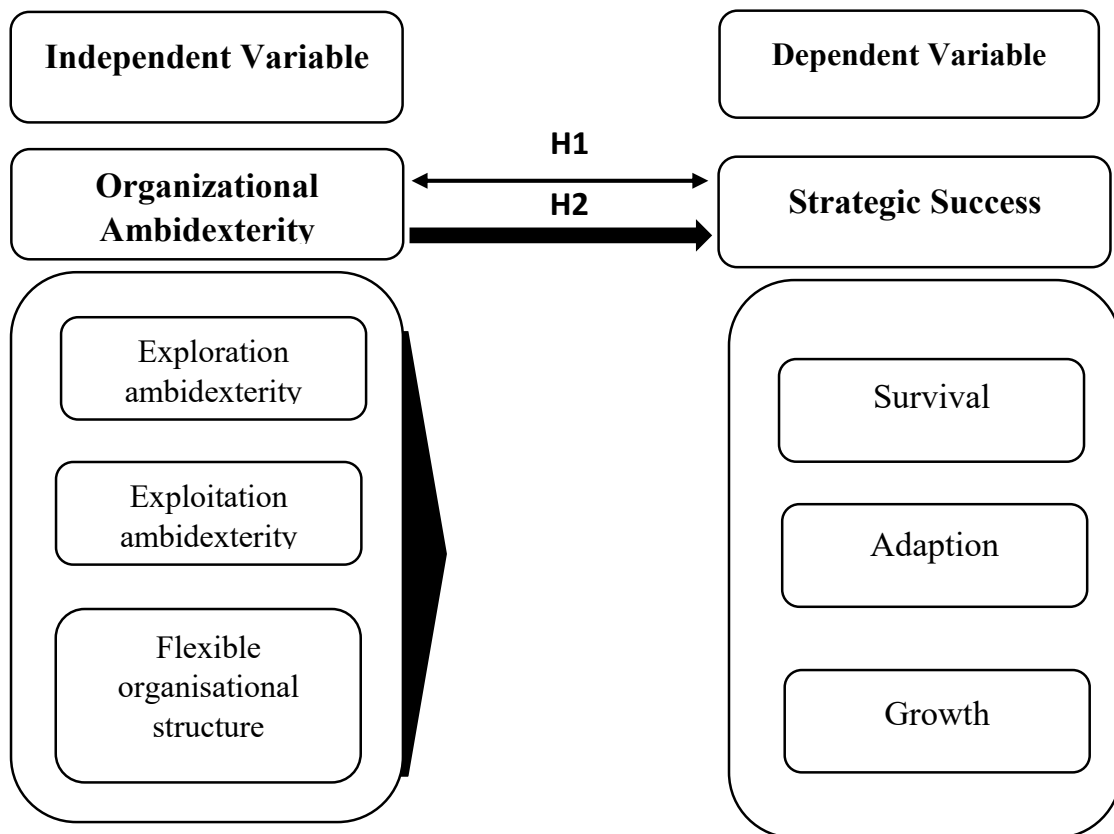 Independent Variable
Dependent Variable
H1
Organizational
Ambidexterity
H2
Strategic Success
Exploration
ambidexterity
Exploitation
ambidexterity
Flexible
organisational
structure
Survival
Adaption
Growth